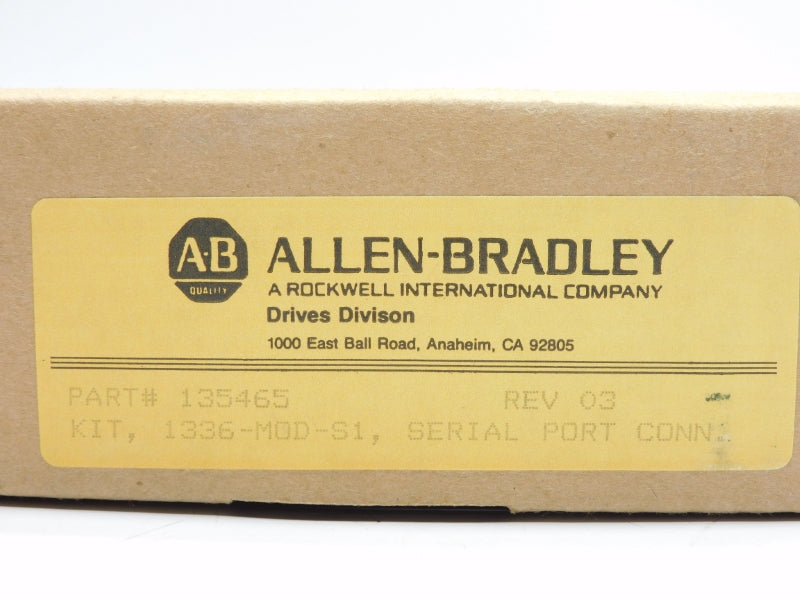 A·B
QUALITY
ALLEN-BRADLEY
A ROCKWELL INTERNATIONAL COMPANY
Drives Divison
1000 East Ball Road, Anaheim, CA 92805
PART# 135465 REV 03
KIT, 1336-MOD-S1, SERIAL PORT